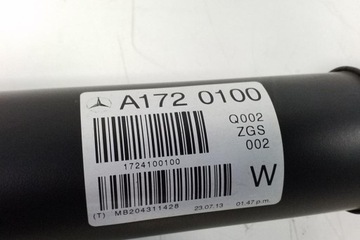 A172 0100
Q002
ZGS
002
1724100100
W
(T) MB204311428 23.07.13 01:47 p.m.